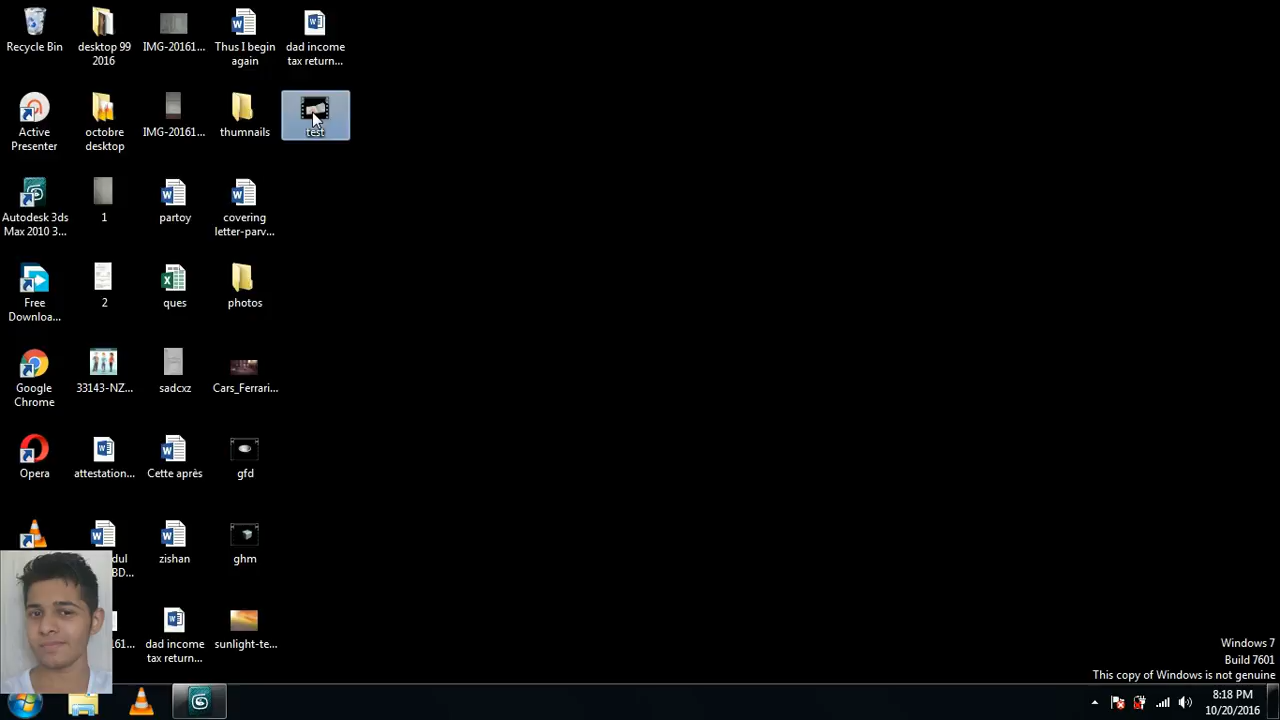 Recycle Bin
desktop 99
2016
IMG-20161...
Thus I begin
again
dad income
tax return...
Active
Presenter
octobre
desktop
IMG-20161...
thumnails
test
Autodesk 3ds
Max 2010 3...
1
partoy
covering
letter-parv...
Free
Downloa...
2
ques
photos
Google
Chrome
33143-NZ...
sadcxz
Cars_Ferrari...
Opera
attestation...
Cette après
gfd
dul
BD...
zishan
ghm
161...
dad income
tax return...
sunlight-te...
Windows 7
Build 7601
This copy of Windows is not genuine
8:18 PM
10/20/2016